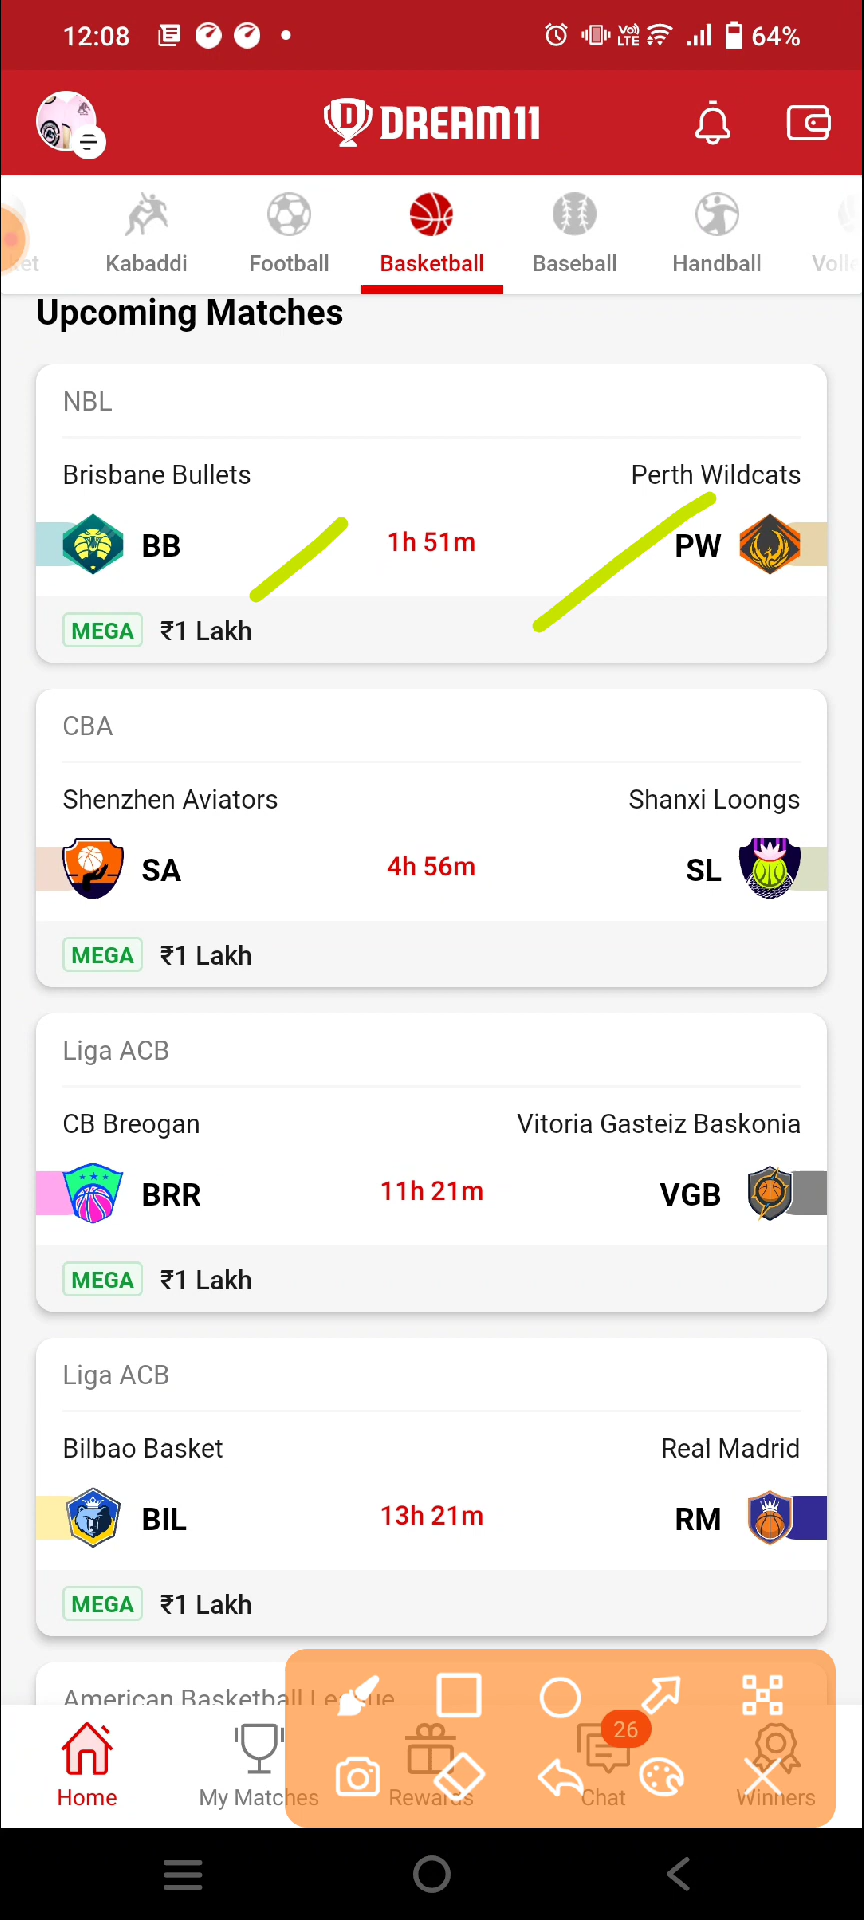 12:08 VoJ LTE 64%
DREAM11
Kabaddi Football Basketball Baseball Handball
Upcoming Matches
NBL
Brisbane Bullets Perth Wildcats
BB 1h 51m PW
MEGA ₹1 Lakh
CBA
Shenzhen Aviators Shanxi Loongs
SA 4h 56m SL
MEGA ₹1 Lakh
Liga ACB
CB Breogan Vitoria Gasteiz Baskonia
BRR 11h 21m VGB
MEGA ₹1 Lakh
Liga ACB
Bilbao Basket Real Madrid
BIL 13h 21m RM
MEGA ₹1 Lakh
American Basketball League
26
Home My Matches Rewards Chat Winners